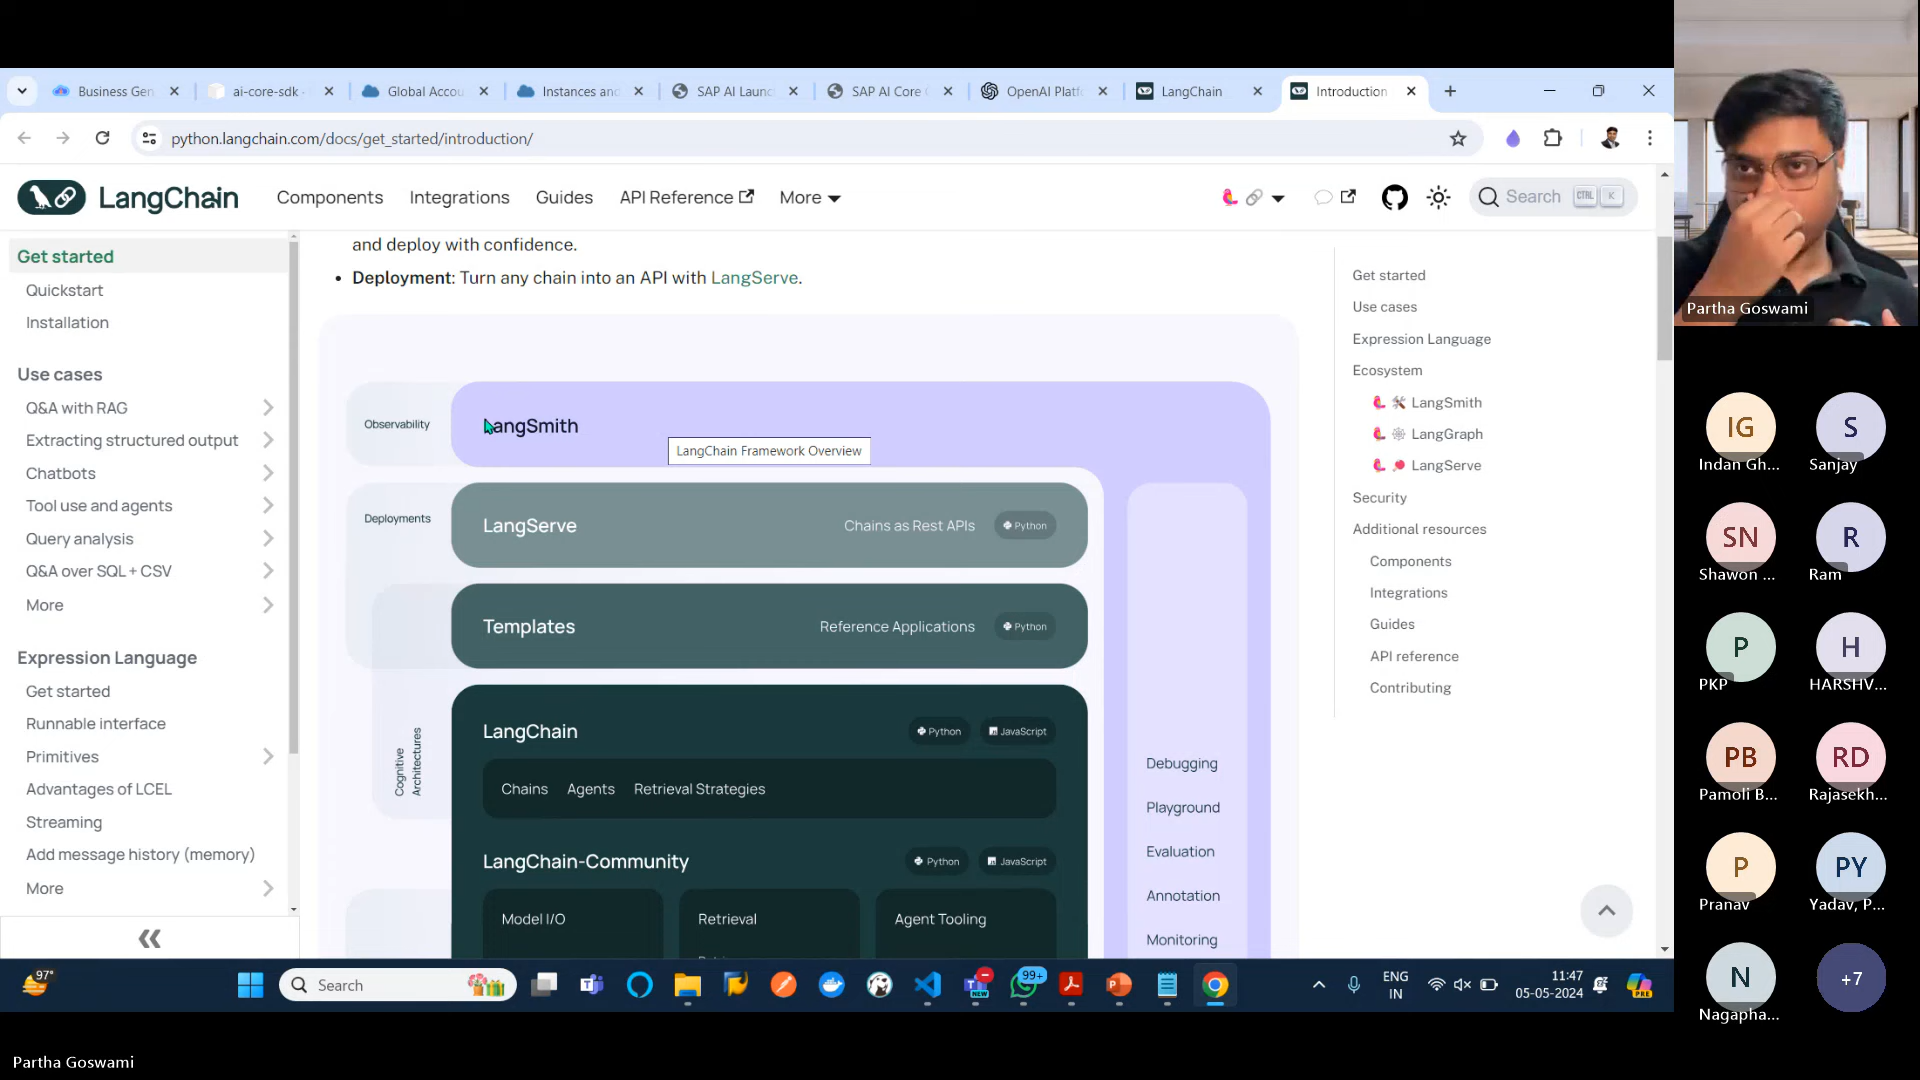 Business Gen
ai-core-sdk
Global Accou
Instances and
SAP AI Launc
SAP AI Core
OpenAI Platf
LangChain
Introduction
python.langchain.com/docs/get_started/introduction/
LangChain
Components
Integrations
Guides
API Reference
More
Search
CTRL
K
Get started
Quickstart
Installation
Use cases
Q&A with RAG
Extracting structured output
Chatbots
Tool use and agents
Query analysis
Q&A over SQL + CSV
More
Expression Language
Get started
Runnable interface
Primitives
Advantages of LCEL
Streaming
Add message history (memory)
More
and deploy with confidence.
• Deployment: Turn any chain into an API with LangServe.
Observability
LangSmith
LangChain Framework Overview
Deployments
LangServe
Chains as Rest APIs
Python
Templates
Reference Applications
Python
Cognitive
Architectures
LangChain
Python
JavaScript
Chains
Agents
Retrieval Strategies
LangChain-Community
Python
JavaScript
Model I/O
Retrieval
Agent Tooling
Debugging
Playground
Evaluation
Annotation
Monitoring
Get started
Use cases
Expression Language
Ecosystem
LangSmith
LangGraph
LangServe
Security
Additional resources
Components
Integrations
Guides
API reference
Contributing
Partha Goswami
IG
Indan Gh...
S
Sanjay
SN
Shawon ...
R
Ram
P
PKP
H
HARSHV...
PB
Pamoli B...
RD
Rajasekh...
P
Pranav
PY
Yadav, P...
N
Nagapha...
+7
97°
Search
NEW
99+
ENG
IN
11:47
05-05-2024
PRE
Partha Goswami